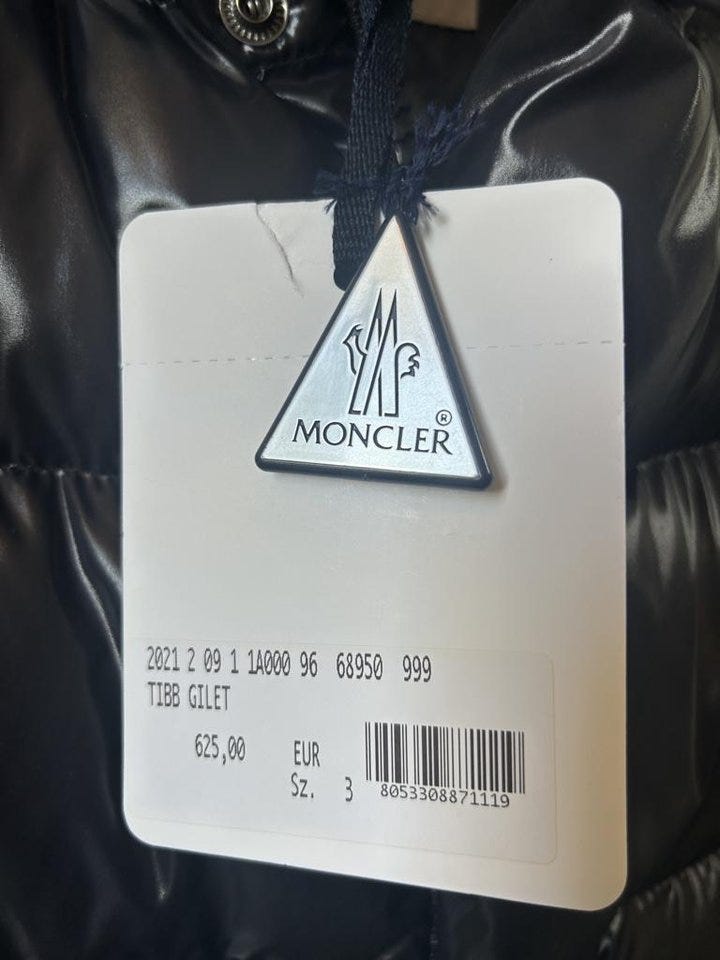 MONCLER ®
2021 2 09 1 1A000 96 68950 999
TIBB GILET
625,00 EUR
Sz. 3
8053308871119